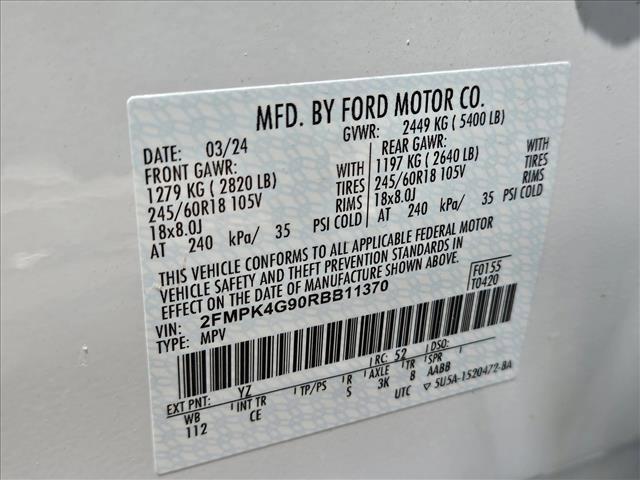 MFD. BY FORD MOTOR CO.
DATE: 03/24 GVWR: 2449 KG ( 5400 LB)
FRONT GAWR: REAR GAWR:
1279 KG ( 2820 LB) WITH 1197 KG ( 2640 LB) WITH
245/60R18 105V TIRES 245/60R18 105V TIRES
18x8.0J RIMS 18x8.0J RIMS
AT 240 kPa/ 35 PSI COLD AT 240 kPa/ 35 PSI COLD
THIS VEHICLE CONFORMS TO ALL APPLICABLE FEDERAL MOTOR
VEHICLE SAFETY AND THEFT PREVENTION STANDARDS IN
EFFECT ON THE DATE OF MANUFACTURE SHOWN ABOVE.
F0155
T0420
VIN: 2FMPK4G90RBB11370
TYPE: MPV
EXT PNT: YZ RC: 52 DSO:
WB INT TR TP/PS R AXLE TR SPR
112 CE S 3K 8 AABB
UTC ▽ 5U5A-1520472-BA